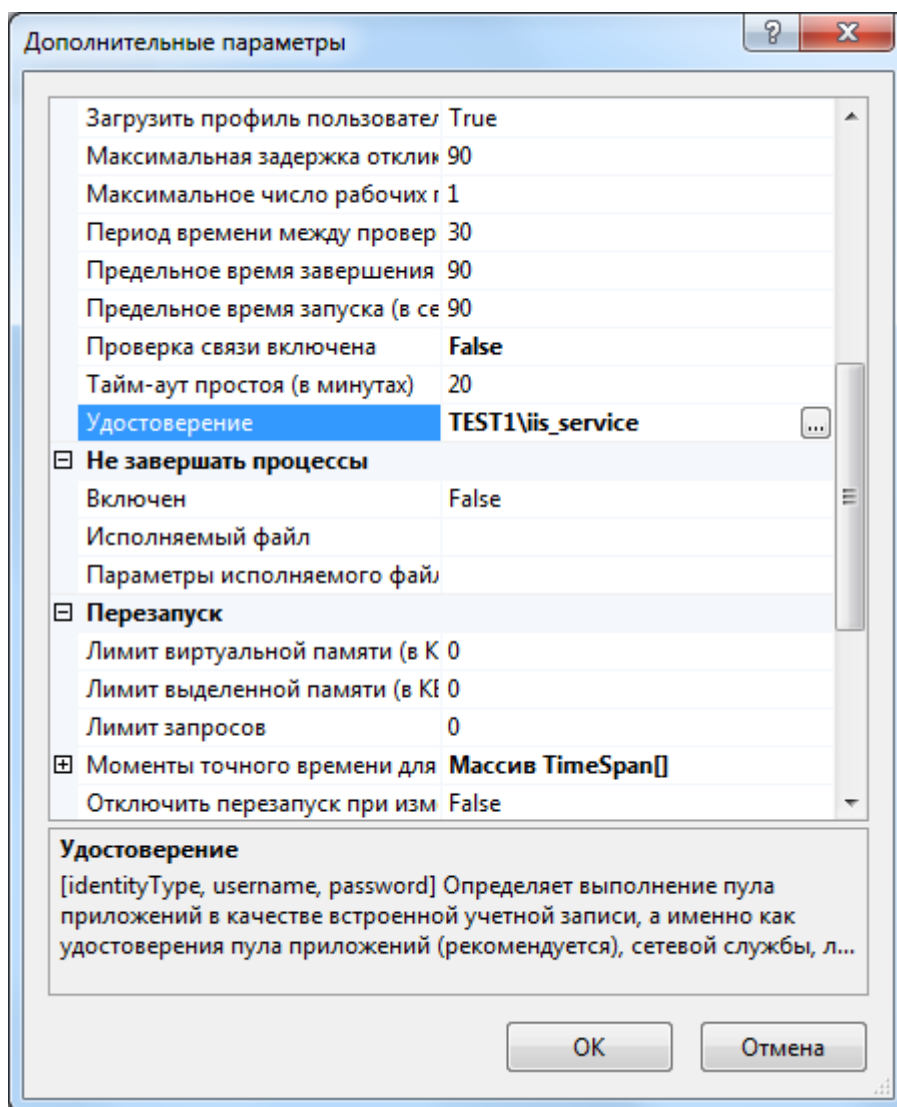 Дополнительные параметры
Загрузить профиль пользовател True
Максимальная задержка отклик 90
Максимальное число рабочих п 1
Период времени между провер 30
Предельное время завершения 90
Предельное время запуска (в се 90
Проверка связи включена False
Тайм-аут простоя (в минутах) 20
Удостоверение TEST1\iis_service ...
Не завершать процессы
Включен False
Исполняемый файл
Параметры исполняемого файл
Перезапуск
Лимит виртуальной памяти (в К 0
Лимит выделенной памяти (в КБ 0
Лимит запросов 0
Моменты точного времени для Массив TimeSpan[]
Отключить перезапуск при изм False
Удостоверение
[identityType, username, password] Определяет выполнение пула
приложений в качестве встроенной учетной записи, а именно как
удостоверения пула приложений (рекомендуется), сетевой службы, л...
ОК Отмена